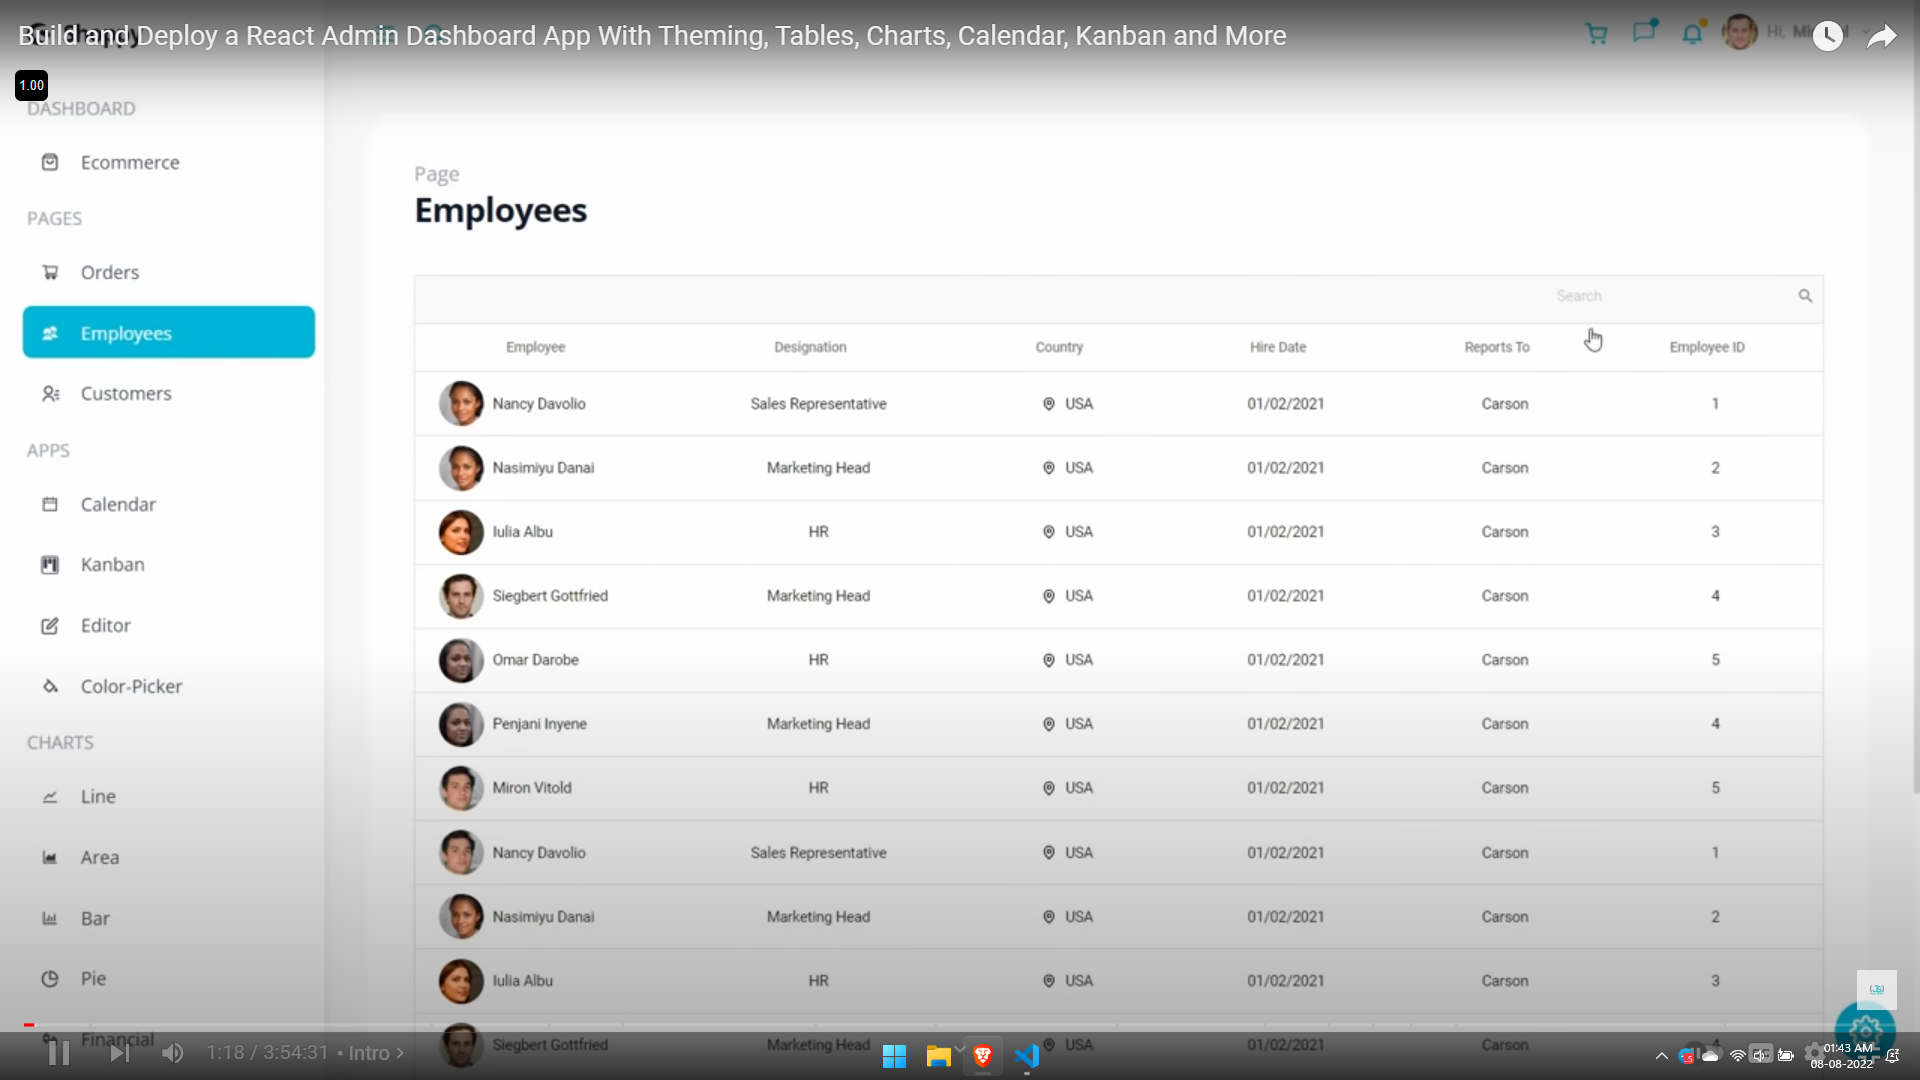 Build and Deploy a React Admin Dashboard App With Theming, Tables, Charts, Calendar, Kanban and More
Hi,
1.00
DASHBOARD
Ecommerce
PAGES
Orders
Employees
Customers
APPS
Calendar
Kanban
Editor
Color-Picker
CHARTS
Line
Area
Bar
Pie
Financial
Page
Employees
Search
Employee Designation Country Hire Date Reports To Employee ID
Nancy Davolio Sales Representative USA 01/02/2021 Carson 1
Nasimiyu Danai Marketing Head USA 01/02/2021 Carson 2
Iulia Albu HR USA 01/02/2021 Carson 3
Siegbert Gottfried Marketing Head USA 01/02/2021 Carson 4
Omar Darobe HR USA 01/02/2021 Carson 5
Penjani Inyene Marketing Head USA 01/02/2021 Carson 4
Miron Vitold HR USA 01/02/2021 Carson 5
Nancy Davolio Sales Representative USA 01/02/2021 Carson 1
Nasimiyu Danai Marketing Head USA 01/02/2021 Carson 2
Iulia Albu HR USA 01/02/2021 Carson 3
Siegbert Gottfried Marketing Head USA 01/02/2021 Carson 4
1:18 / 3:54:31 • Intro >
01:43 AM
08-08-2022